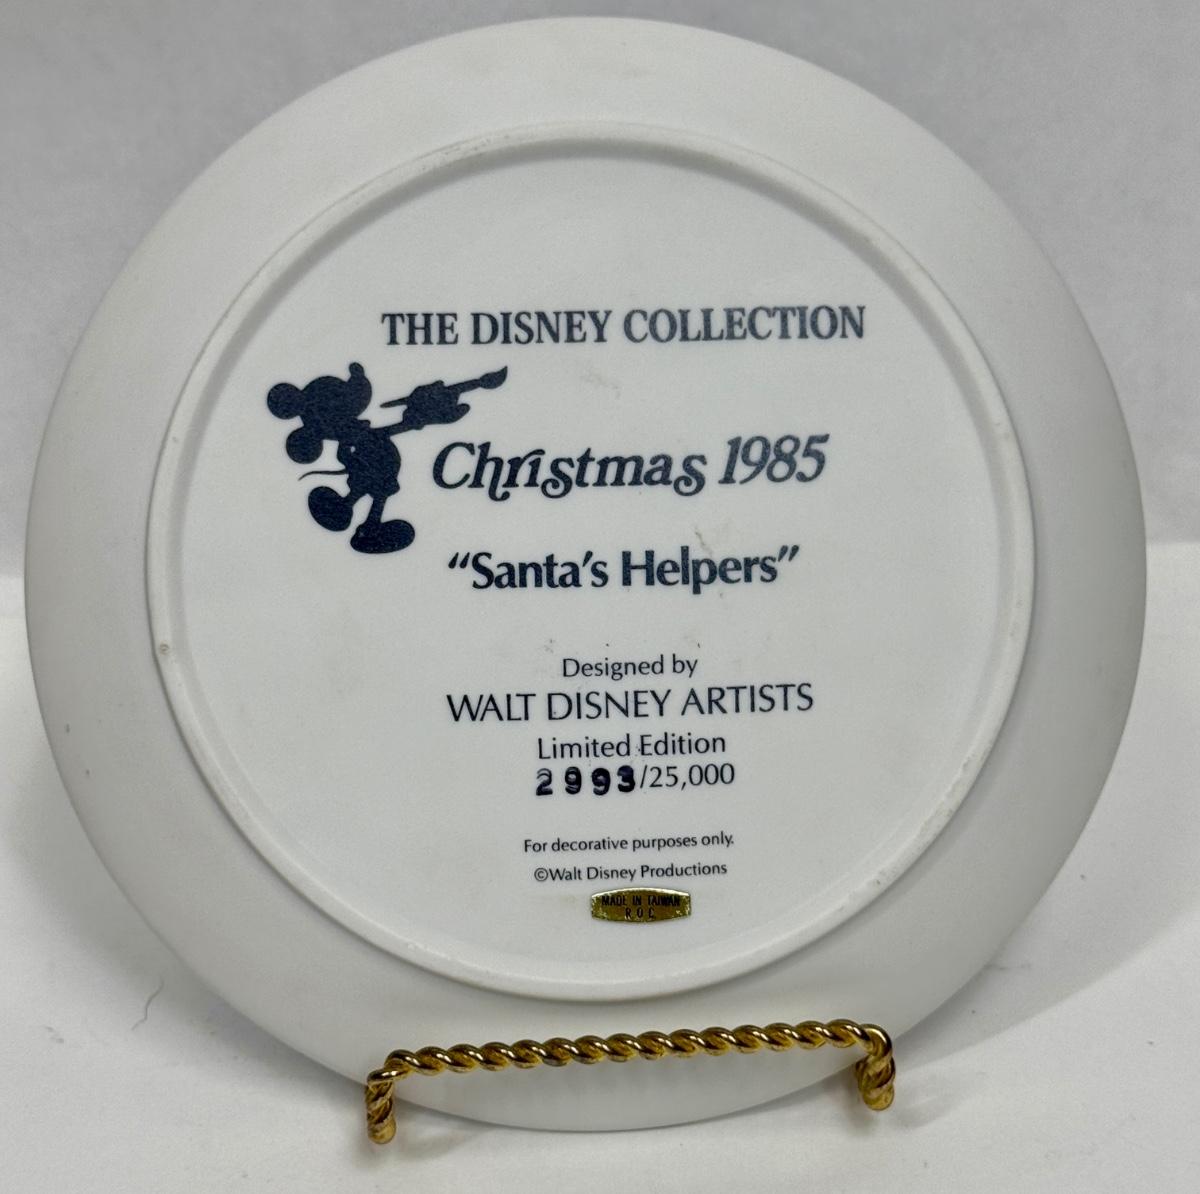 THE DISNEY COLLECTION
Christmas 1985
“Santa’s Helpers”
Designed by
WALT DISNEY ARTISTS
Limited Edition
2993/25,000
For decorative purposes only.
©Walt Disney Productions
MADE IN TAIWAN
R O C